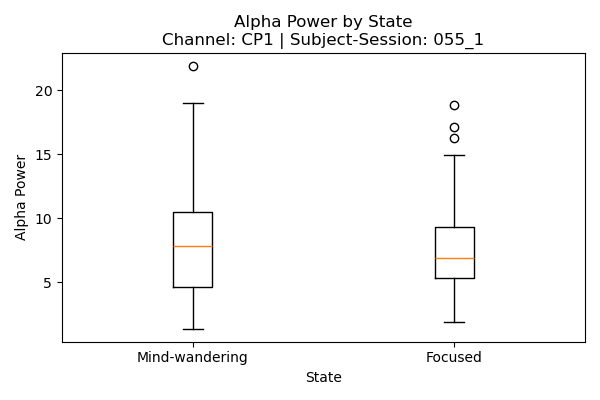 Alpha Power by State
Channel: CP1 | Subject-Session: 055_1
Alpha Power
20
15
10
5
Mind-wandering
Focused
State